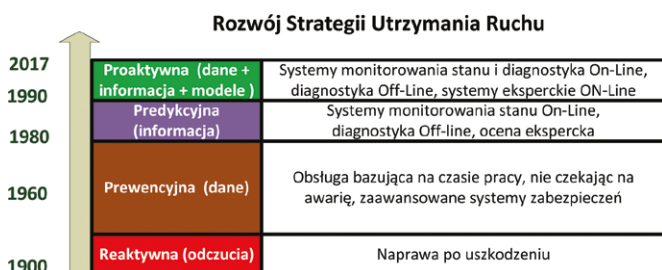 Rozwój Strategii Utrzymania Ruchu
2017
Proaktywna (dane +
informacja + modele )
Systemy monitorowania stanu i diagnostyka On-Line,
diagnostyka Off-Line, systemy eksperckie ON-Line
1990
Predykcyjna
(informacja)
Systemy monitorowania stanu On-Line,
diagnostyka Off-line, ocena ekspercka
1980
Prewencyjna (dane)
Obsługa bazująca na czasie pracy, nie czekając na
awarię, zaawansowane systemy zabezpieczeń
1960
Reaktywna (odczucia)
Naprawa po uszkodzeniu
1900